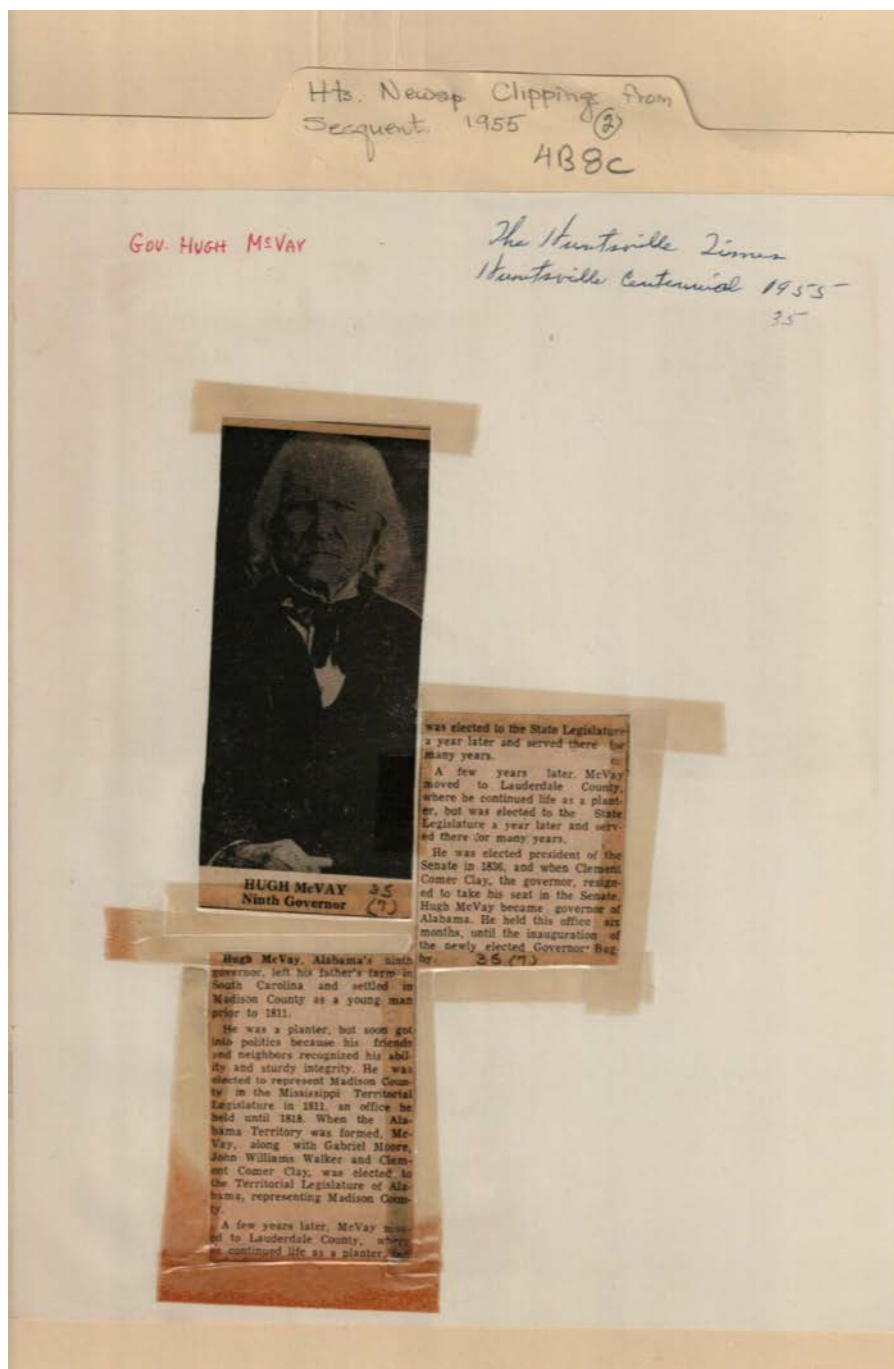 Hts. Newsp Clippings from
Secquent. 1955 ②
4B8C
GOV. HUGH McVAY
The Huntsville Times
Huntsville Centennial 1955
35
HUGH McVAY 35
Ninth Governor (7)
Hugh McVay, Alabama's ninth
governor, left his father's farm in
South Carolina and settled in
Madison County as a young man
prior to 1811.
He was a planter, but soon got
into politics because his friends
and neighbors recognized his abil-
ity and sturdy integrity. He was
elected to represent Madison Coun-
ty in the Mississippi Territorial
Legislature in 1811, an office he
held until 1818. When the Ala-
bama Territory was formed, Mc-
Vay, along with Gabriel Moore,
John Williams Walker and Clem-
ent Comer Clay, was elected to
the Territorial Legislature of Ala-
bama, representing Madison Coun-
ty.
A few years later, McVay mov-
ed to Lauderdale County, where
he continued life as a planter, but
was elected to the State Legislature
a year later and served there for
many years.
A few years later, McVay
moved to Lauderdale County,
where he continued life as a plant-
er, but was elected to the State
Legislature a year later and serv-
ed there for many years.
He was elected president of the
Senate in 1836, and when Clement
Comer Clay, the governor, resign-
ed to take his seat in the Senate,
Hugh McVay became governor of
Alabama. He held this office six
months, until the inauguration of
the newly elected Governor Bag-
by. 35 (7)